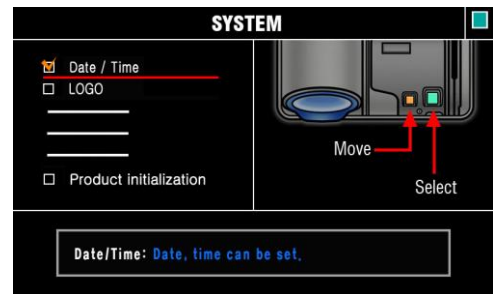 SYSTEM
Date / Time
LOGO
Product initialization
Move
Select
Date/Time: Date, time can be set.